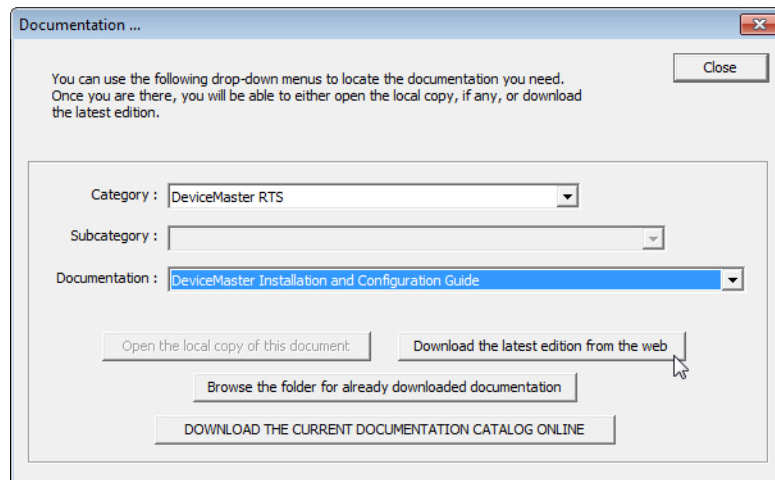 Documentation ...
Close
You can use the following drop-down menus to locate the documentation you need.
Once you are there, you will be able to either open the local copy, if any, or download
the latest edition.
Category : DeviceMaster RTS
Subcategory :
Documentation : DeviceMaster Installation and Configuration Guide
Open the local copy of this document Download the latest edition from the web
Browse the folder for already downloaded documentation
DOWNLOAD THE CURRENT DOCUMENTATION CATALOG ONLINE